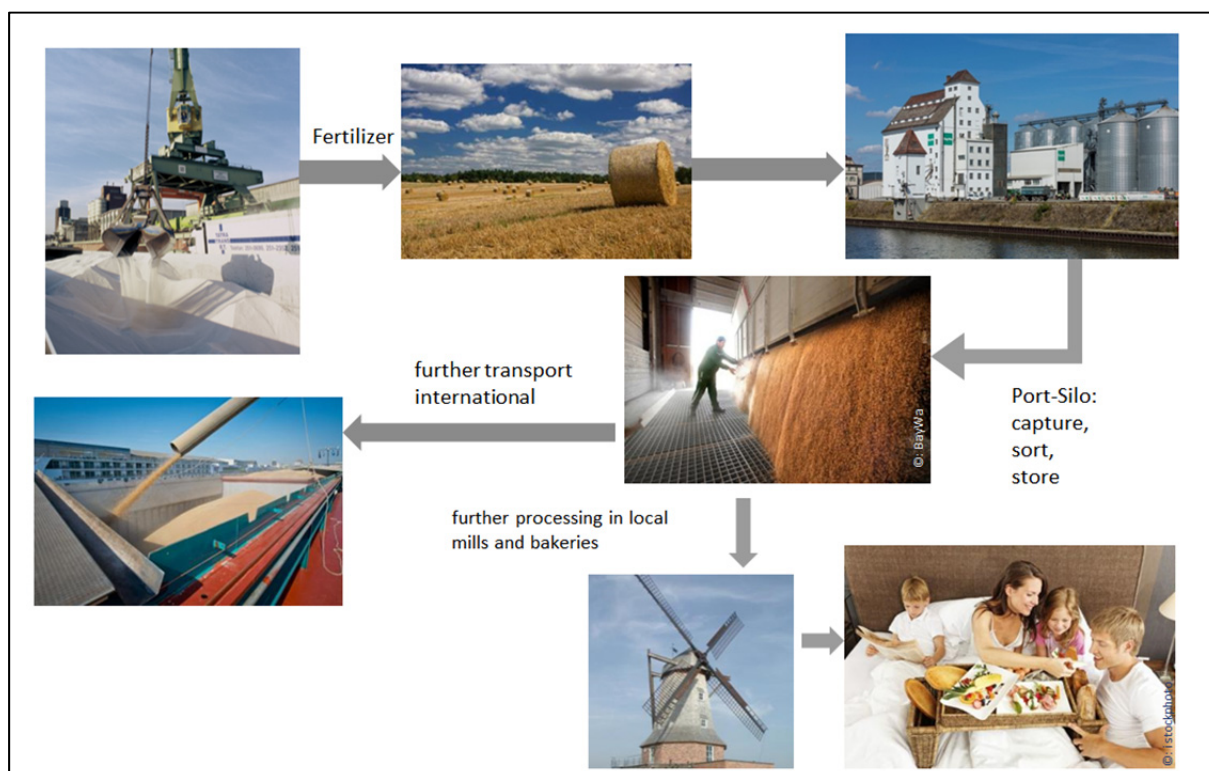 Fertilizer
further transport
international
Port-Silo:
capture,
sort,
store
©: BayWa
further processing in local
mills and bakeries
©: istockphoto